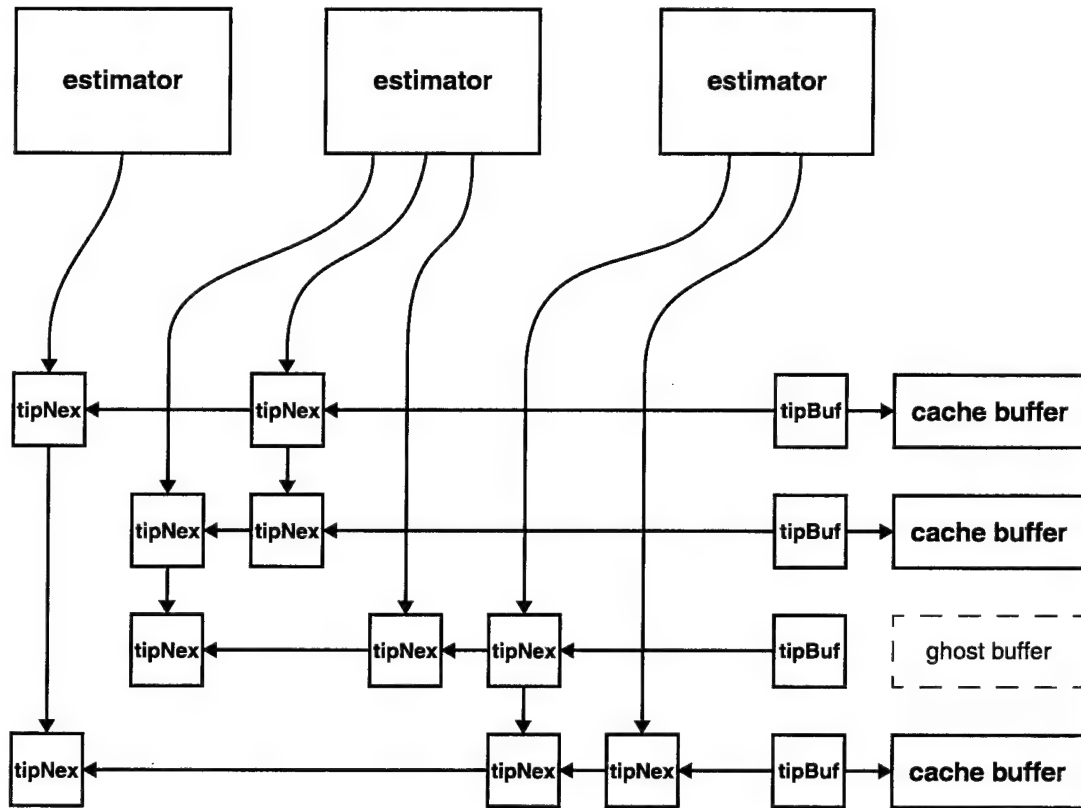 estimator estimator estimator
tipNex tipNex tipBuf cache buffer
tipNex tipNex tipBuf cache buffer
tipNex tipNex tipNex tipBuf ghost buffer
tipNex tipNex tipNex tipBuf cache buffer